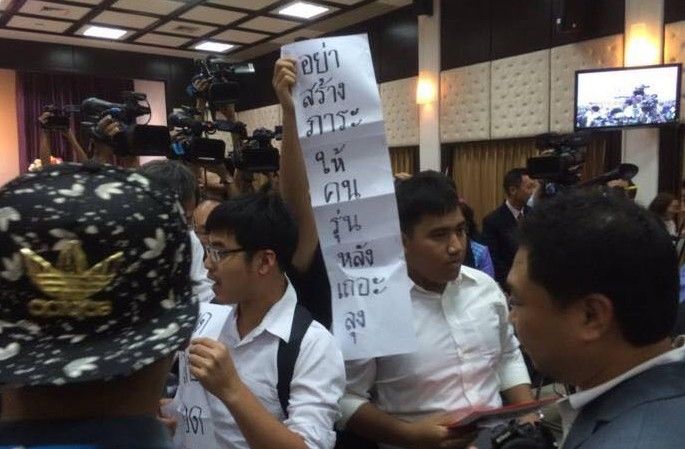 อย่า
สร้าง
ภาระ
ให้
คน
รุ่น
หลัง
เถอะ
ลุง
adidas